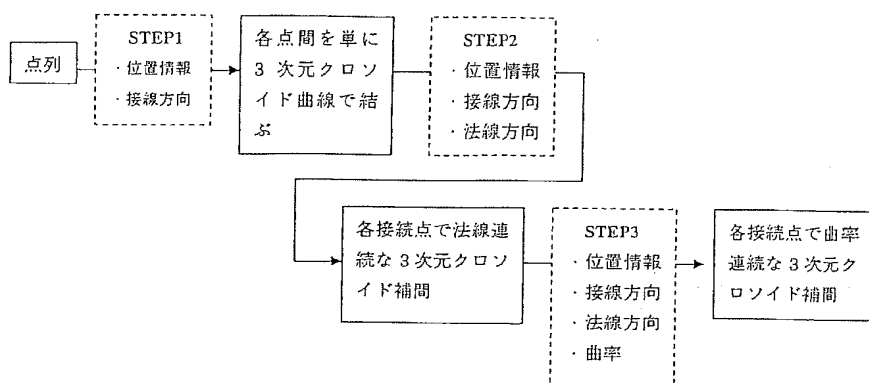 点列
STEP1
・位置情報
・接線方向
各点間を単に
3次元クロソ
イド曲線で結
ぶ
STEP2
・位置情報
・接線方向
・法線方向
各接続点で法線連
続な3次元クロソ
イド補間
STEP3
・位置情報
・接線方向
・法線方向
・曲率
各接続点で曲率
連続な3次元ク
ロソイド補間